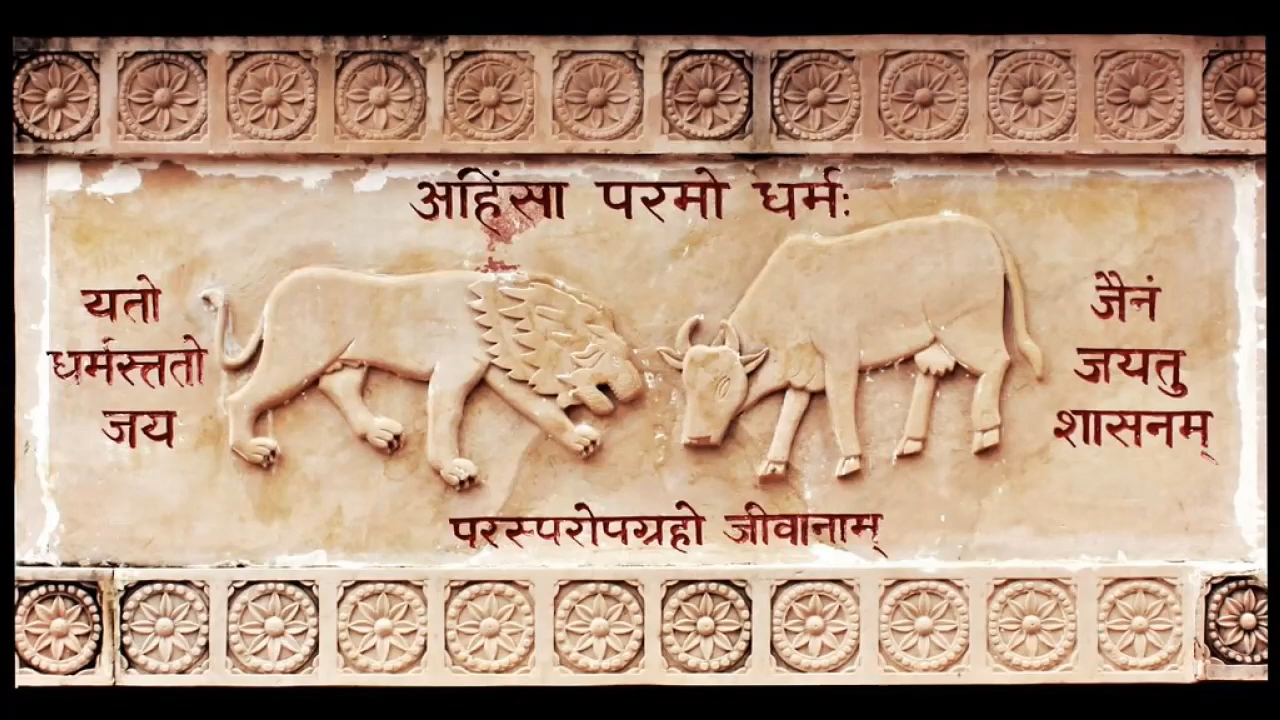 अहिंसा परमो धर्मः
यतो
धर्मस्ततो
जय
जैनं
जयतु
शासनम्
परस्परोपग्रहो जीवानाम्